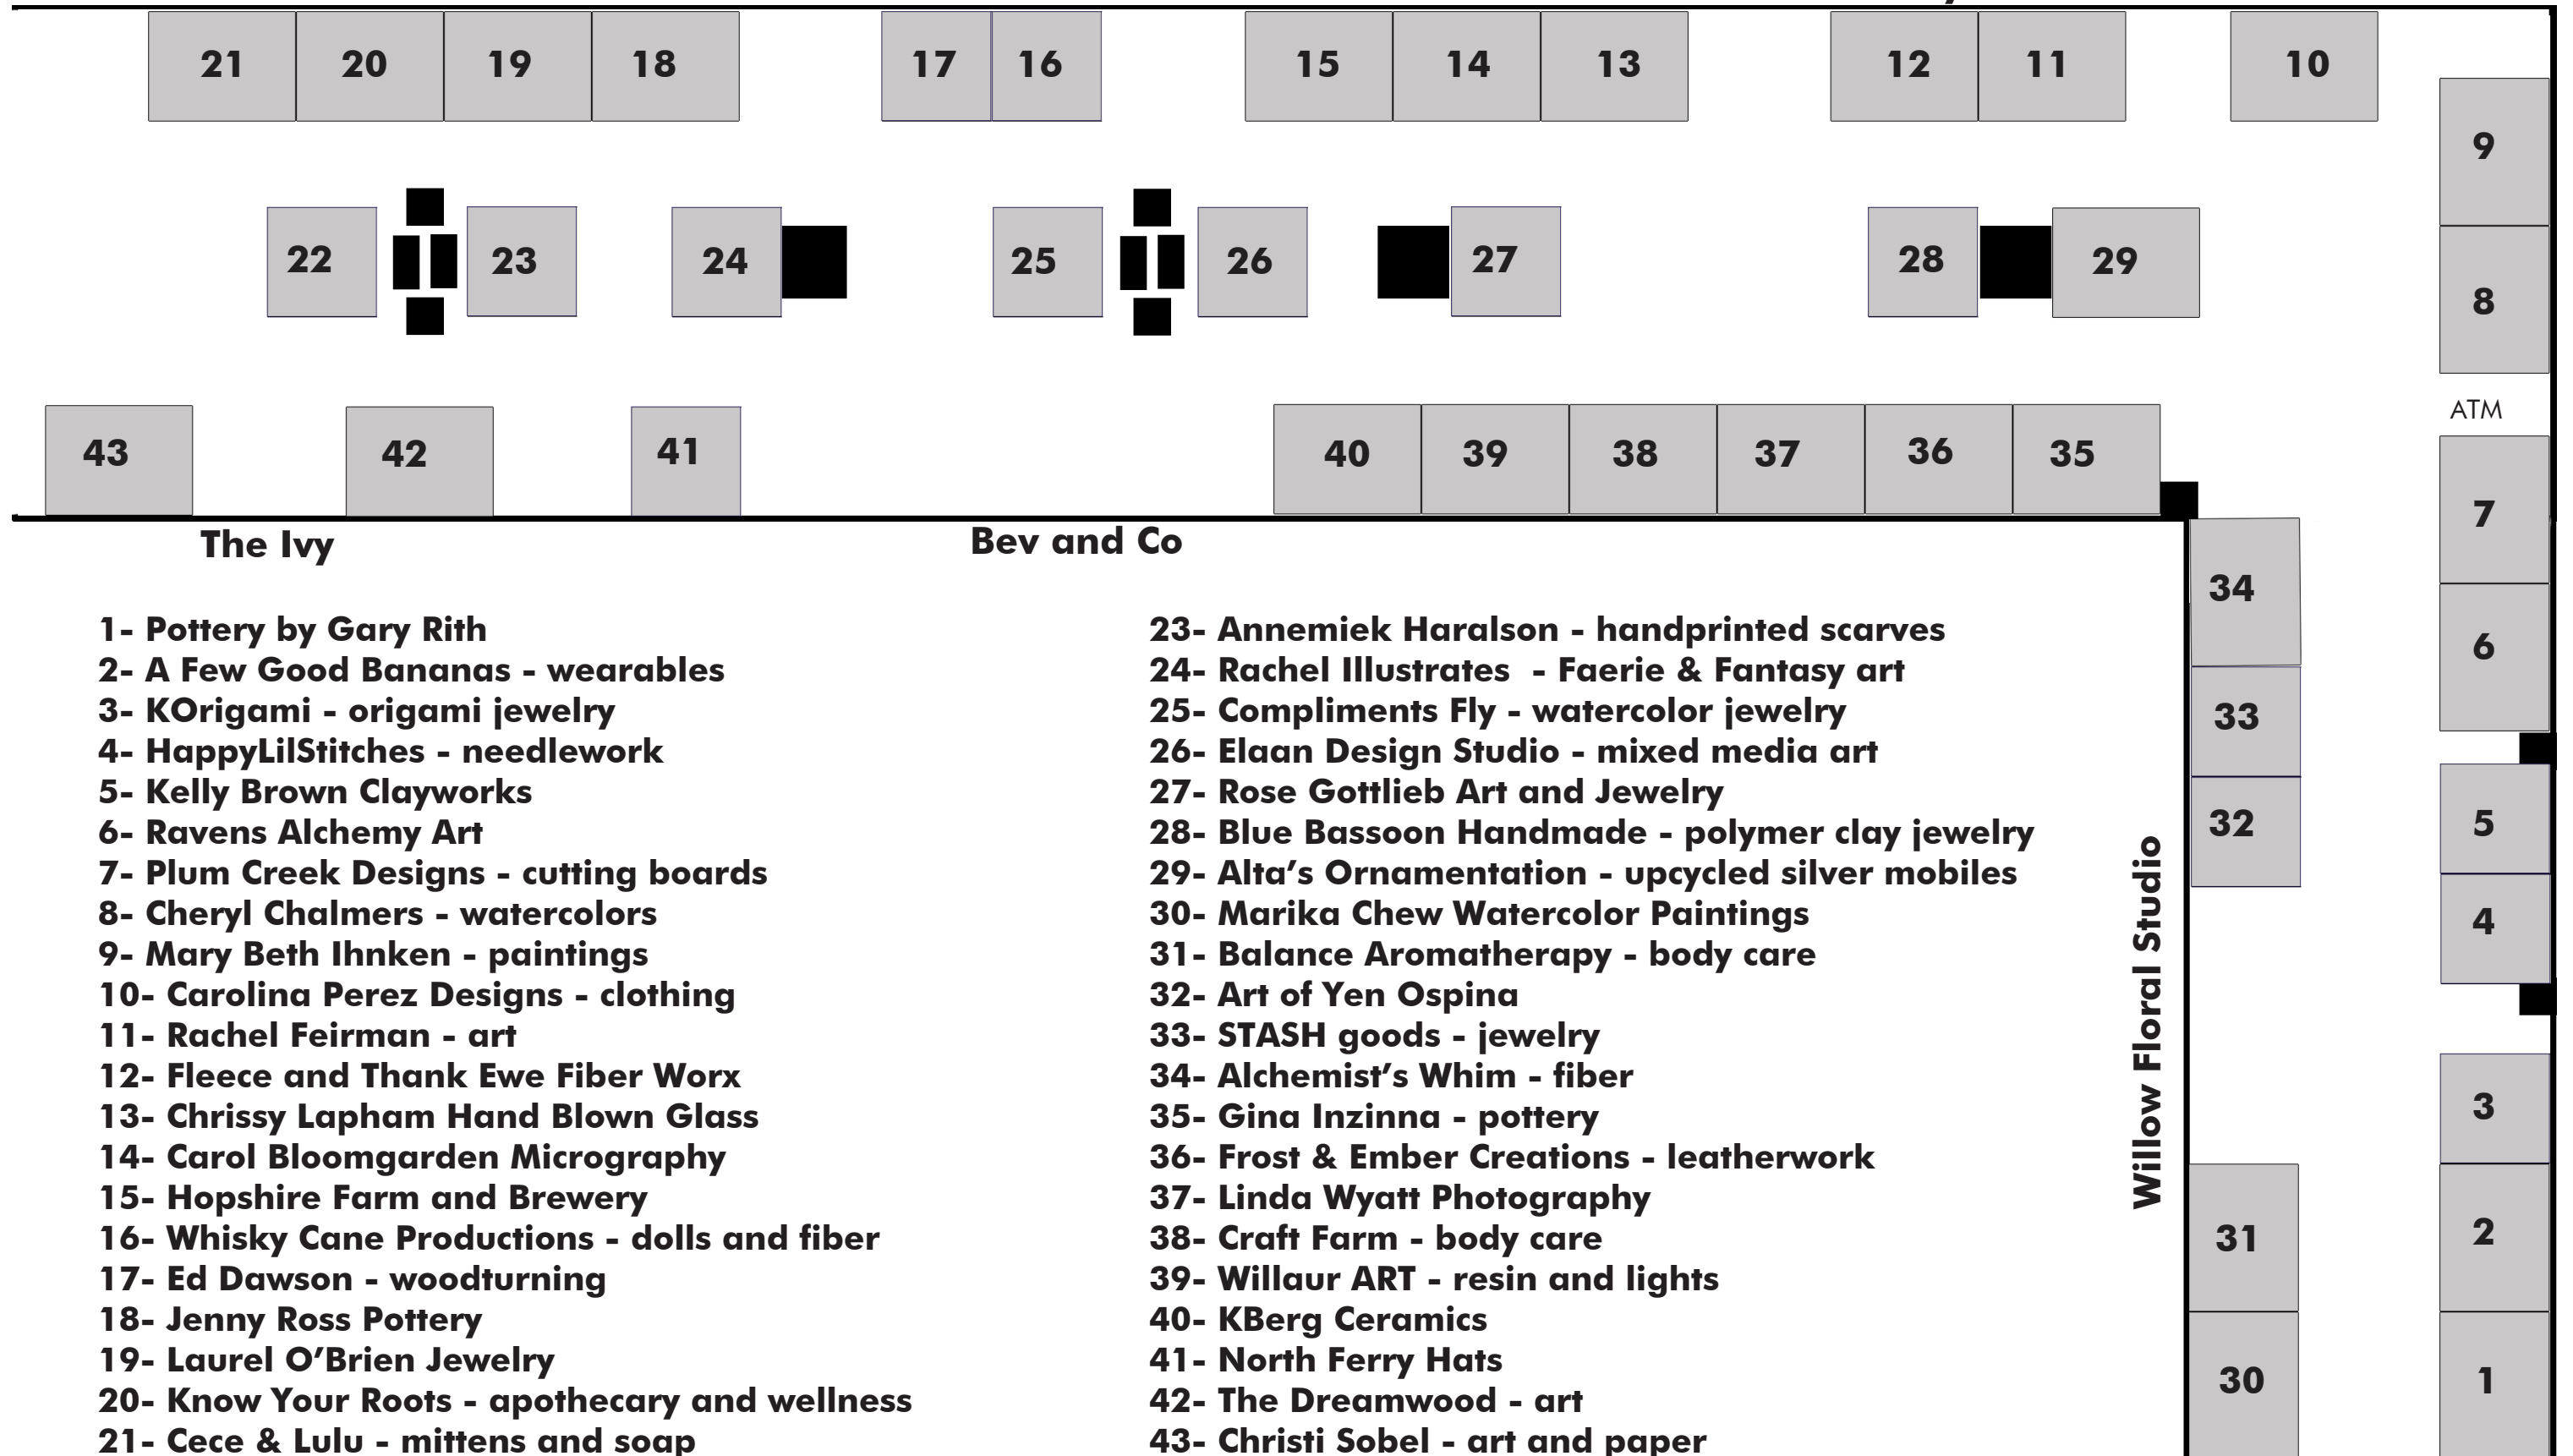 21 20 19 18 17 16 15 14 13 12 11 10
9
22 23 24 25 26 27 28 29
8
ATM
43 42 41 40 39 38 37 36 35
7
The Ivy
Bev and Co
34
6
33
32
5
4
Willow Floral Studio
3
31
2
30
1
1- Pottery by Gary Rith
2- A Few Good Bananas - wearables
3- KOrigami - origami jewelry
4- HappyLilStitches - needlework
5- Kelly Brown Clayworks
6- Ravens Alchemy Art
7- Plum Creek Designs - cutting boards
8- Cheryl Chalmers - watercolors
9- Mary Beth Ihnken - paintings
10- Carolina Perez Designs - clothing
11- Rachel Feirman - art
12- Fleece and Thank Ewe Fiber Worx
13- Chrissy Lapham Hand Blown Glass
14- Carol Bloomgarden Micrography
15- Hopshire Farm and Brewery
16- Whisky Cane Productions - dolls and fiber
17- Ed Dawson - woodturning
18- Jenny Ross Pottery
19- Laurel O’Brien Jewelry
20- Know Your Roots - apothecary and wellness
21- Cece & Lulu - mittens and soap
23- Annemiek Haralson - handprinted scarves
24- Rachel Illustrates - Faerie & Fantasy art
25- Compliments Fly - watercolor jewelry
26- Elaan Design Studio - mixed media art
27- Rose Gottlieb Art and Jewelry
28- Blue Bassoon Handmade - polymer clay jewelry
29- Alta’s Ornamentation - upcycled silver mobiles
30- Marika Chew Watercolor Paintings
31- Balance Aromatherapy - body care
32- Art of Yen Ospina
33- STASH goods - jewelry
34- Alchemist’s Whim - fiber
35- Gina Inzinna - pottery
36- Frost & Ember Creations - leatherwork
37- Linda Wyatt Photography
38- Craft Farm - body care
39- Willaur ART - resin and lights
40- KBerg Ceramics
41- North Ferry Hats
42- The Dreamwood - art
43- Christi Sobel - art and paper